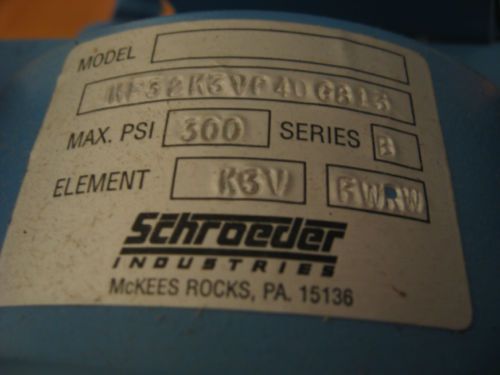 MODEL
MAX. PSI 300 SERIES B
ELEMENT K3V
Schroeder
INDUSTRIES
McKEES ROCKS, PA. 15136